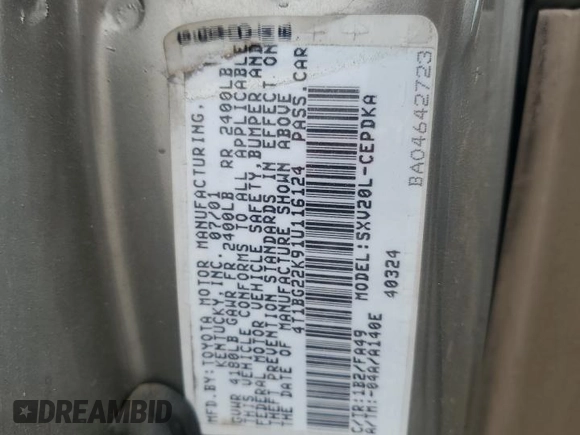 MFD.BY:TOYOTA MOTOR MANUFACTURING.
KENTUCKY, INC. 07/01
GVWR 4180LB GAWR FR 2400LB RR 2400LB
THIS VEHICLE CONFORMS TO ALL APPLICABLE
FEDERAL MOTOR VEHICLE SAFETY, BUMPER AND
THEFT PREVENTION STANDARDS IN EFFECT ON
THE DATE OF MANUFACTURE SHOWN ABOVE
4T1BG22K91U116124 PASS.CAR
MODEL:SXV20L-CEPDKA
C/TR:1B2/FA49 40324
A/TM:-04A/A140E
BA04642723
DREAMBID.COM